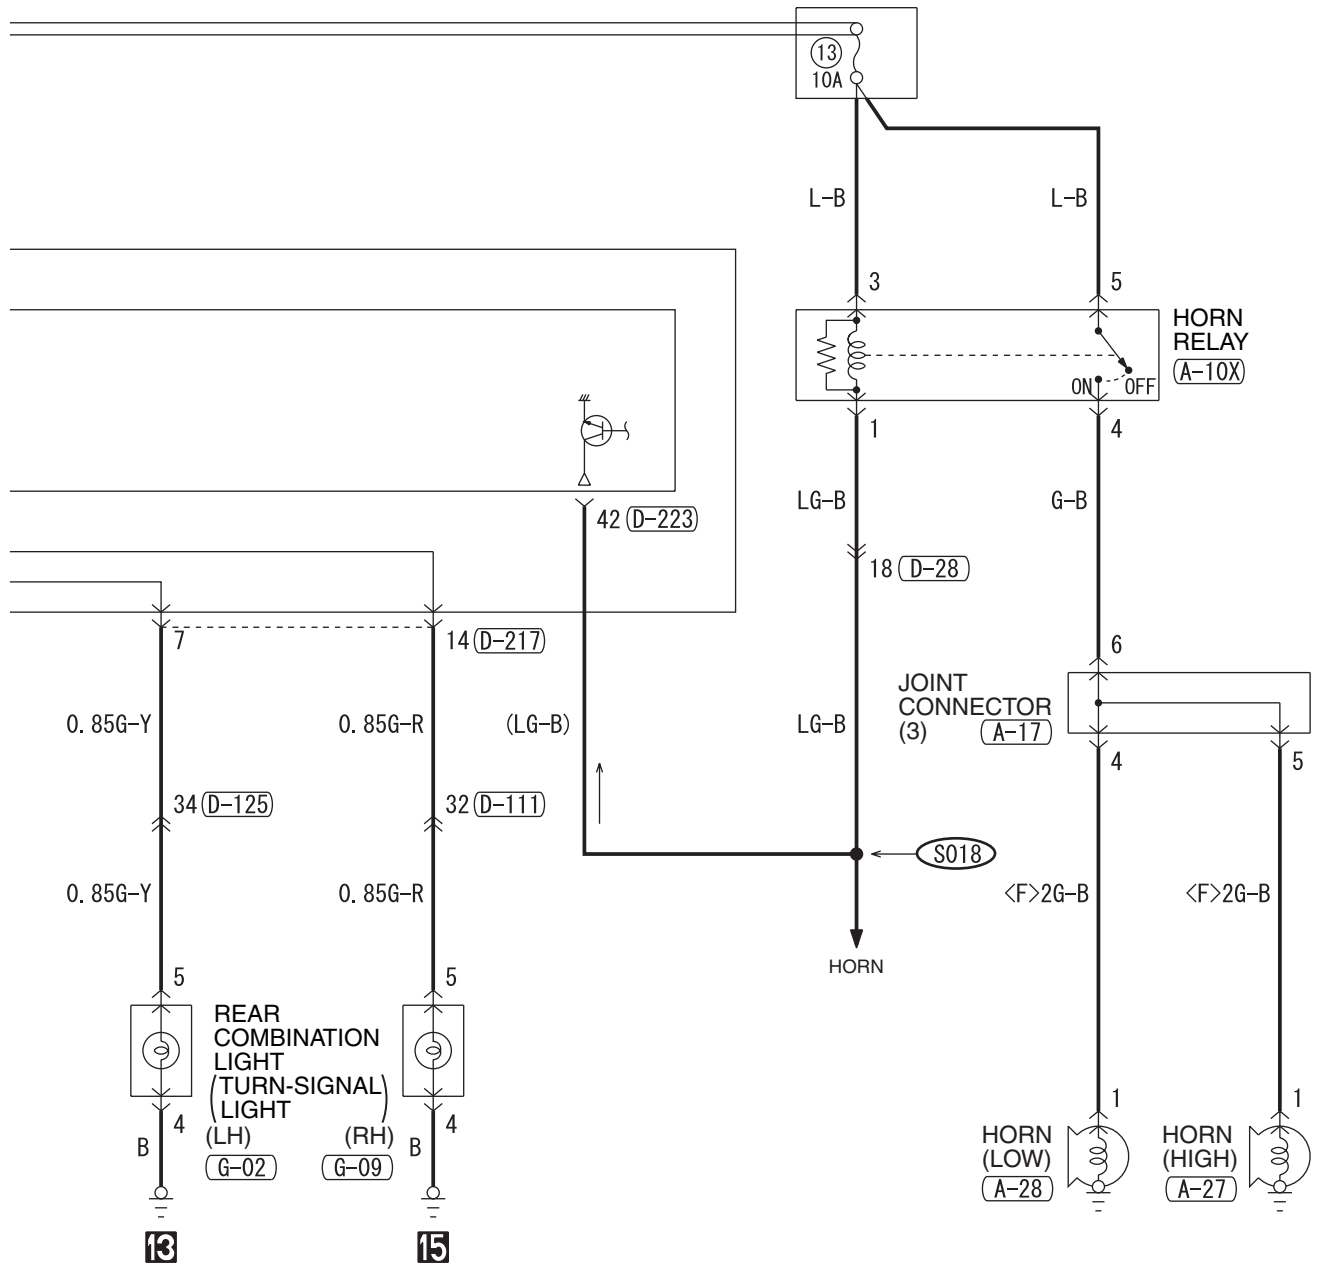 13
10A
L-B
L-B
3
5
HORN
RELAY
A-10X
ON
OFF
1
4
LG-B
G-B
42
D-223
18
D-28
7
14
D-217
6
JOINT
CONNECTOR
(3)
A-17
0.85G-Y
0.85G-R
(LG-B)
LG-B
4
5
34
D-125
32
D-111
S018
0.85G-Y
0.85G-R
<F>2G-B
<F>2G-B
HORN
5
5
REAR
COMBINATION
LIGHT
(TURN-SIGNAL
LIGHT)
4
4
B
(LH)
(RH)
B
G-02
G-09
1
1
HORN
(LOW)
A-28
HORN
(HIGH)
A-27
13
15